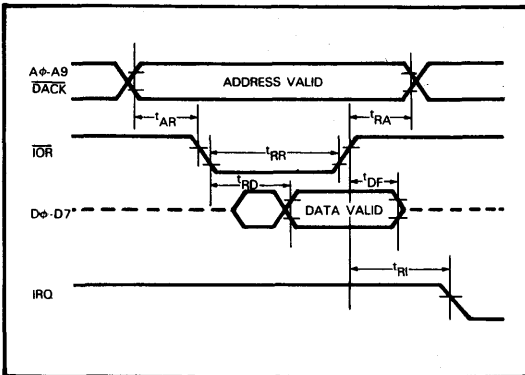 Aφ-A9
DACK
ADDRESS VALID
tAR
tRA
IOR
tRR
tRD
tDF
Dφ-D7
DATA VALID
tRI
IRQ